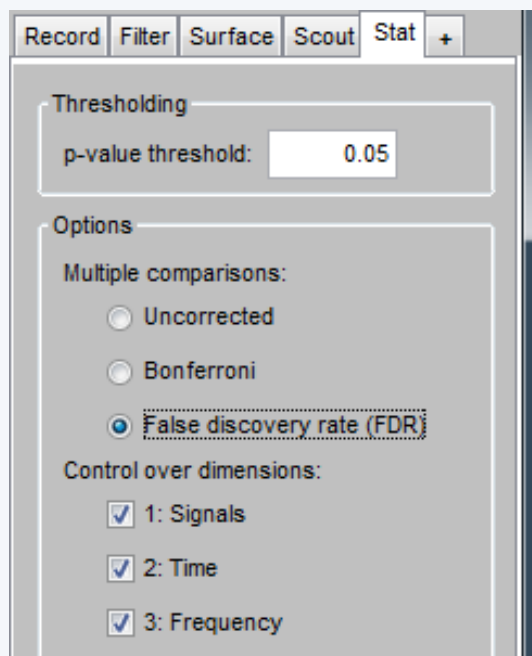 Record Filter Surface Scout Stat +
Thresholding
p-value threshold: 0.05
Options
Multiple comparisons:
Uncorrected
Bonferroni
False discovery rate (FDR)
Control over dimensions:
1: Signals
2: Time
3: Frequency